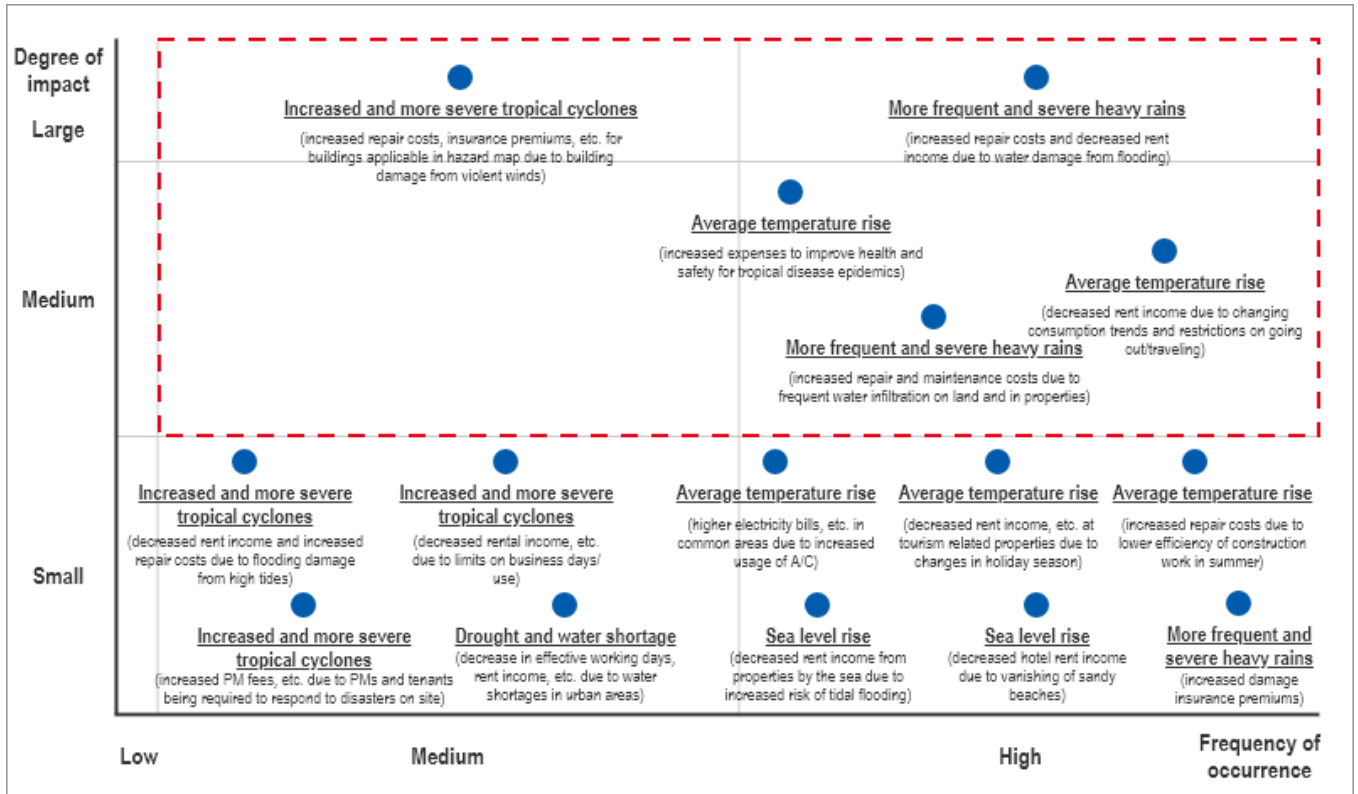 Degree of
impact
Large
Increased and more severe tropical cyclones
(increased repair costs, insurance premiums, etc. for
buildings applicable in hazard map due to building
damage from violent winds)
More frequent and severe heavy rains
(increased repair costs and decreased rent
income due to water damage from flooding)
Medium
Average temperature rise
(increased expenses to improve health and
safety for tropical disease epidemics)
Average temperature rise
(decreased rent income due to changing
consumption trends and restrictions on going
out/traveling)
More frequent and severe heavy rains
(increased repair and maintenance costs due to
frequent water infiltration on land and in properties)
Small
Increased and more severe
tropical cyclones
(decreased rent income and increased
repair costs due to flooding damage
from high tides)
Increased and more severe
tropical cyclones
(decreased rental income, etc.
due to limits on business days/
use)
Average temperature rise
(higher electricity bills, etc. in
common areas due to increased
usage of A/C)
Average temperature rise
(decreased rent income, etc. at
tourism related properties due to
changes in holiday season)
Average temperature rise
(increased repair costs due to
lower efficiency of construction
work in summer)
Increased and more severe
tropical cyclones
(increased PM fees, etc. due to PMs and tenants
being required to respond to disasters on site)
Drought and water shortage
(decrease in effective working days,
rent income, etc. due to water
shortages in urban areas)
Sea level rise
(decreased rent income from
properties by the sea due to
increased risk of tidal flooding)
Sea level rise
(decreased hotel rent income
due to vanishing of sandy
beaches)
More frequent and
severe heavy rains
(increased damage
insurance premiums)
Low
Medium
High
Frequency of
occurrence